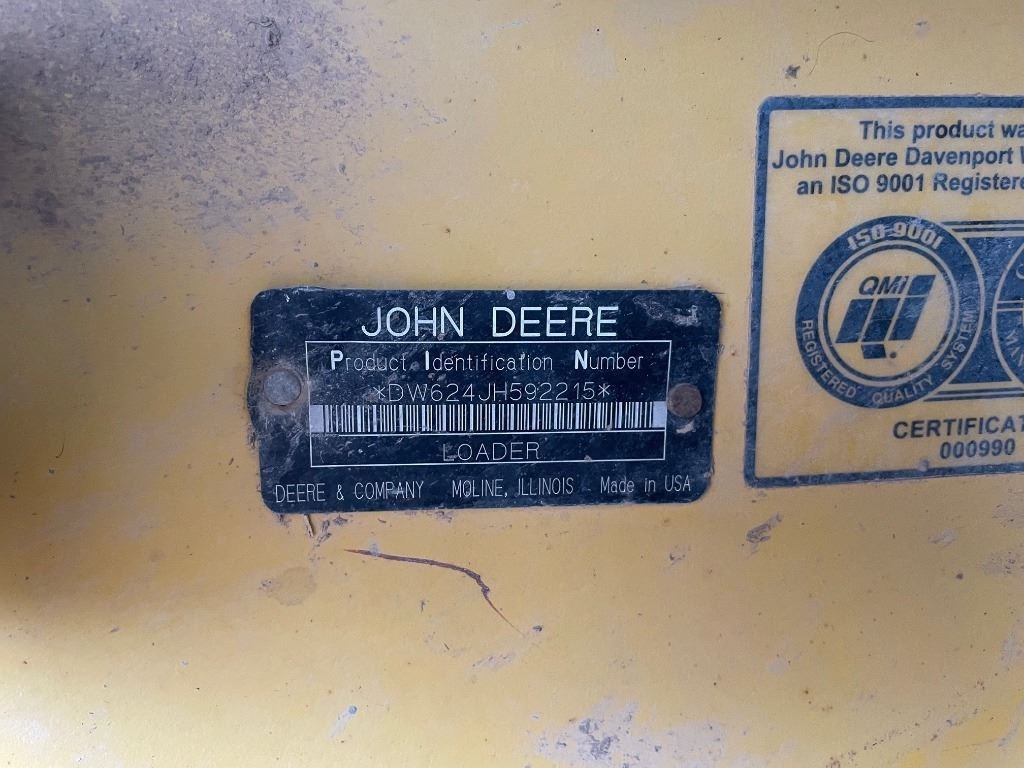 JOHN DEERE
Product Identification Number
*DW624JH592215*
LOADER
DEERE & COMPANY MOLINE, ILLINOIS Made in USA
This product wa
John Deere Davenport W
an ISO 9001 Registere
ISO 9001
QMI
REGISTERED QUALITY SYSTEM
CERTIFICAT
000990